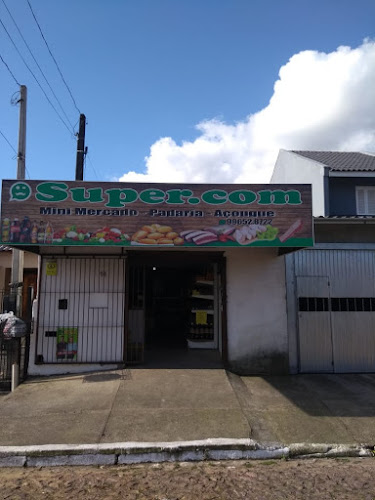 Super.com
Mini Mercado - Padaria - Açougue